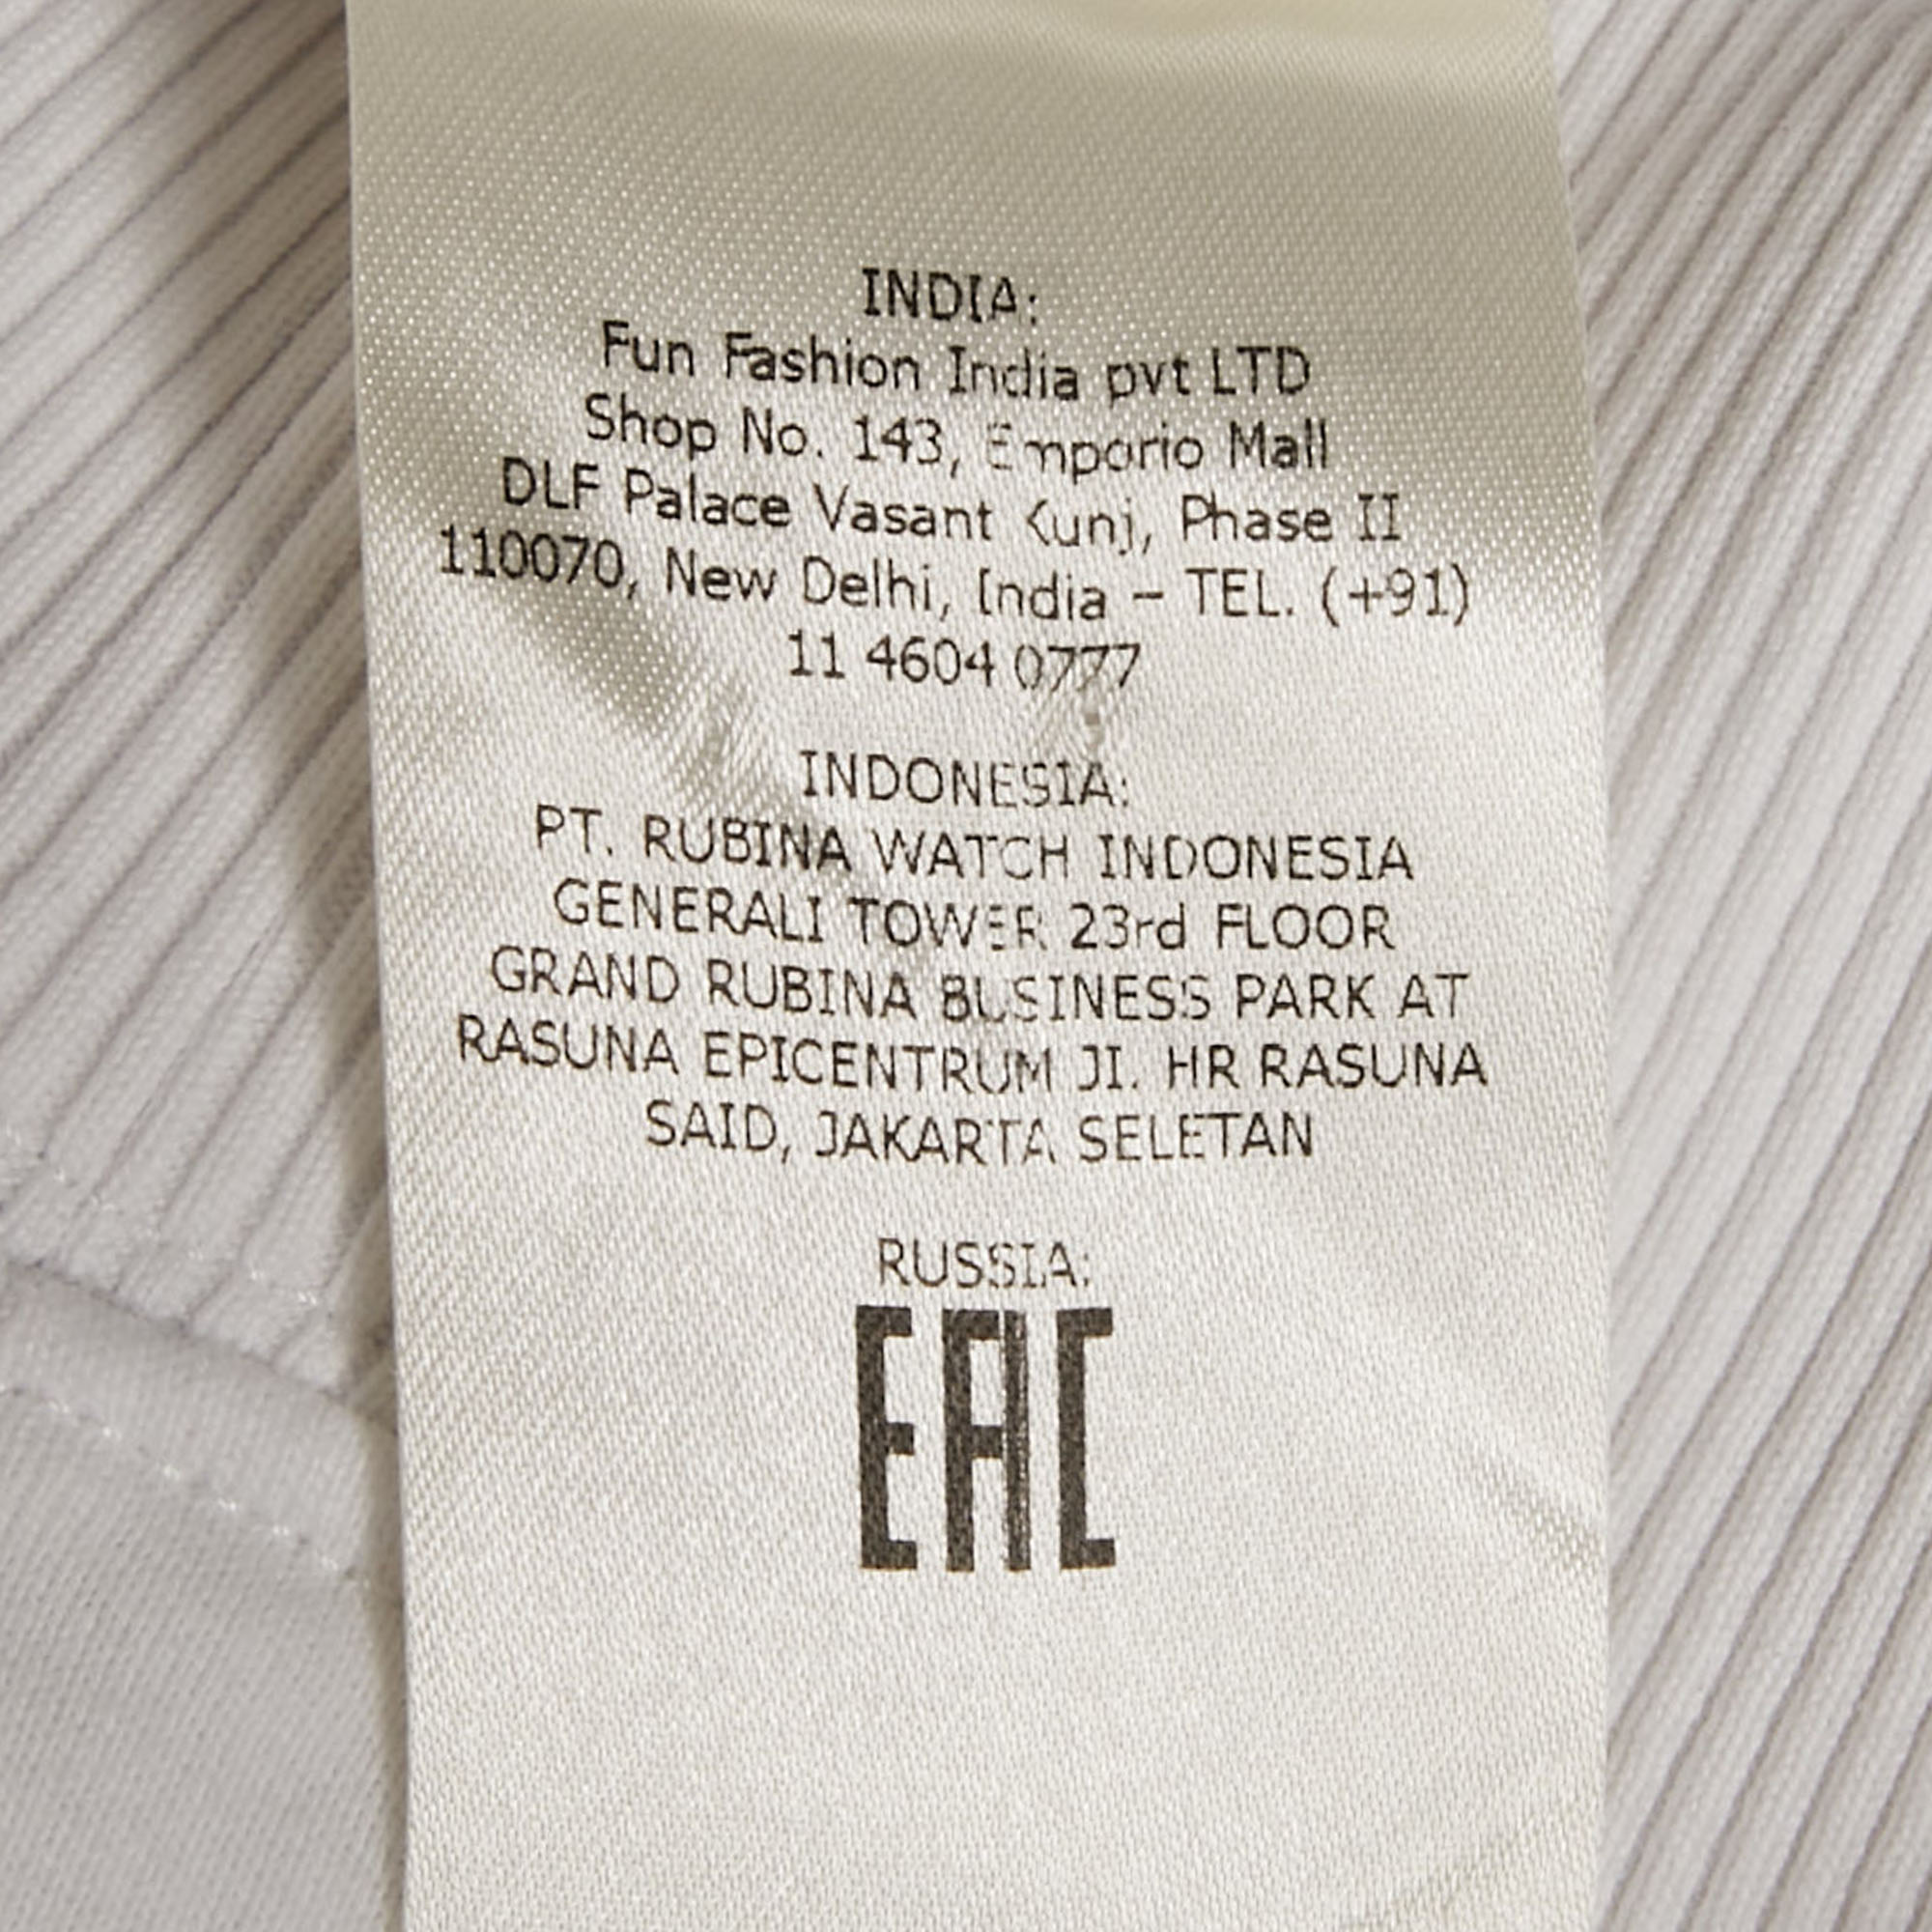 INDIA:
Fun Fashion India pvt LTD
Shop No. 143, Emporio Mall
DLF Palace Vasant Kunj, Phase II
110070, New Delhi, India – TEL. (+91)
11 4604 0777
INDONESIA:
PT. RUBINA WATCH INDONESIA
GENERALI TOWER 23rd FLOOR
GRAND RUBINA BUSINESS PARK AT
RASUNA EPICENTRUM JI. HR RASUNA
SAID, JAKARTA SELETAN
RUSSIA:
EAC